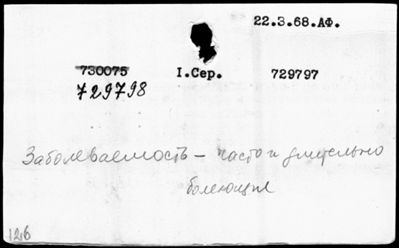 22.3.68.АФ.
730075 I.Сер. 729797
729798
Заболеваемость – часто и длительно
болеющие
126